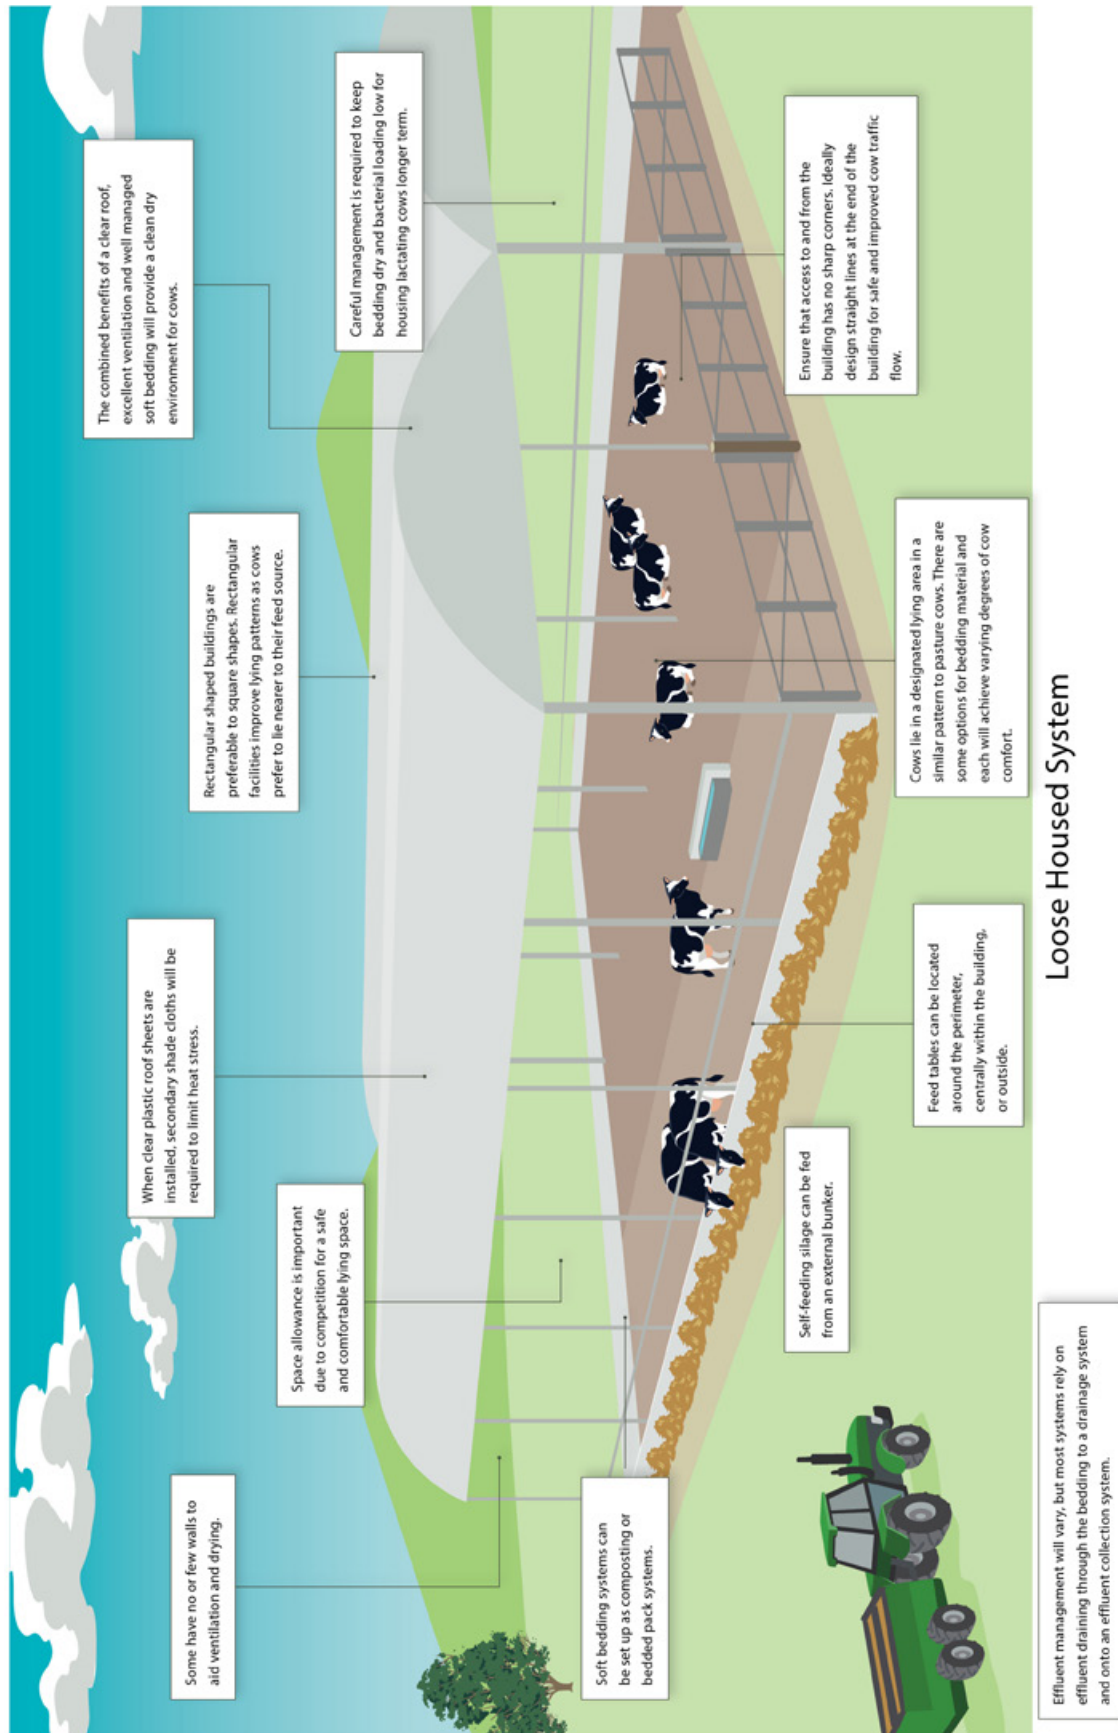 Some have no or few walls to
aid ventilation and drying.
When clear plastic roof sheets are
installed, secondary shade cloths will be
required to limit heat stress.
The combined benefits of a clear roof,
excellent ventilation and well managed
soft bedding will provide a clean dry
environment for cows.
Rectangular shaped buildings are
preferable to square shapes. Rectangular
facilities improve lying patterns as cows
prefer to lie nearer to their feed source.
Space allowance is important
due to competition for a safe
and comfortable lying space.
Careful management is required to keep
bedding dry and bacterial loading low for
housing lactating cows longer term.
Soft bedding systems can
be set up as composting or
bedded pack systems.
Self-feeding silage can be fed
from an external bunker.
Feed tables can be located
around the perimeter,
centrally within the building,
or outside.
Cows lie in a designated lying area in a
similar pattern to pasture cows. There are
some options for bedding material and
each will achieve varying degrees of cow
comfort.
Ensure that access to and from the
building has no sharp corners. Ideally
design straight lines at the end of the
building for safe and improved cow traffic
flow.
Effluent management will vary, but most systems rely on
effluent draining through the bedding to a drainage system
and onto an effluent collection system.
Loose Housed System